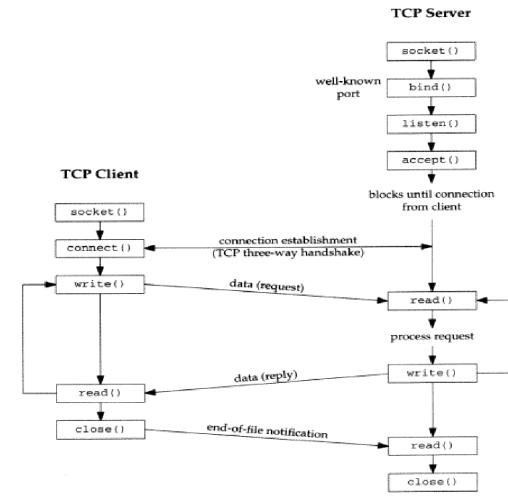 TCP Server
socket()
well-known
port
bind()
listen()
accept()
blocks until connection
from client
TCP Client
socket()
connect()
connection establishment
(TCP three-way handshake)
write()
data (request)
read()
process request
write()
data (reply)
read()
close()
end-of-file notification
read()
close()